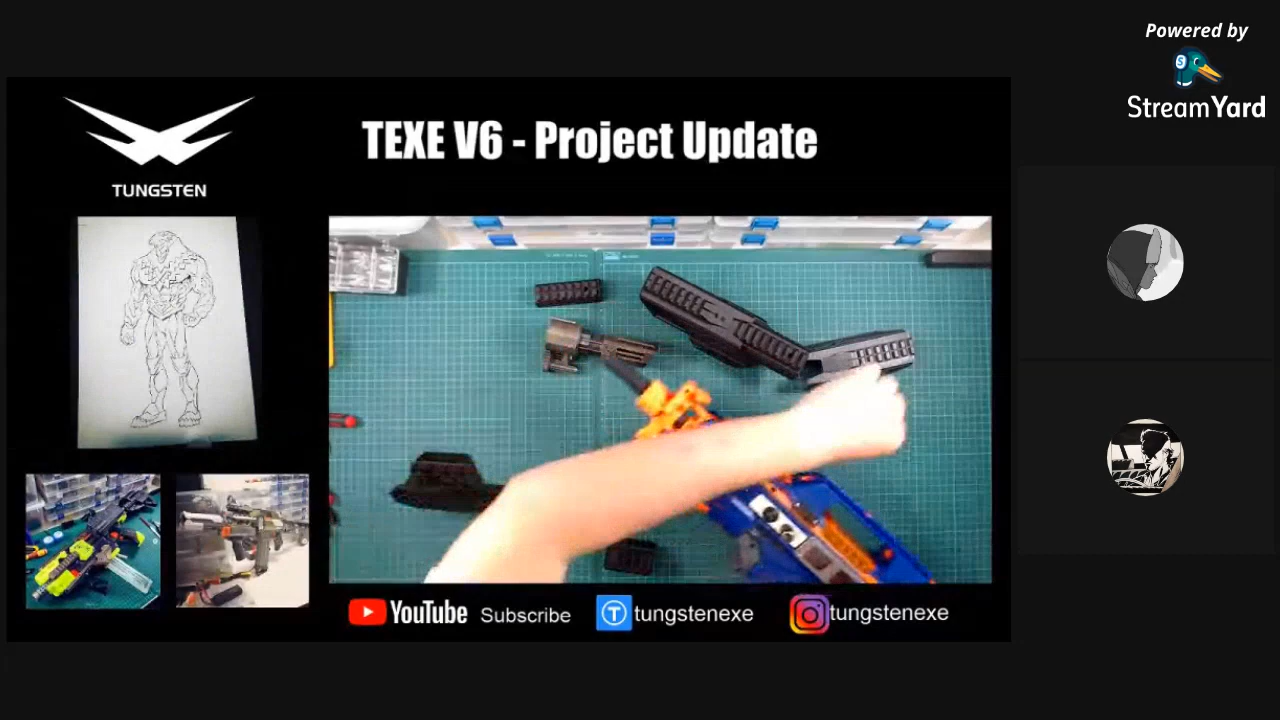 Powered by
StreamYard
TEXE V6 - Project Update
TUNGSTEN
YouTube Subscribe
tungstenexe
tungstenexe